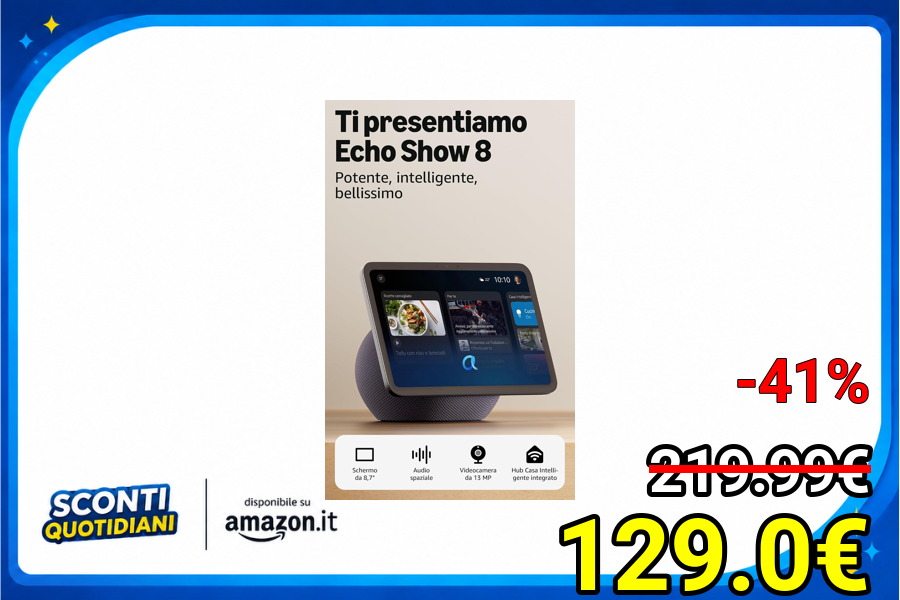 Ti presentiamo
Echo Show 8
Potente, intelligente,
bellissimo
10:10
Schermo
da 8,7"
Audio
spaziale
Videocamera
da 13 MP
Hub Casa Intelli-
gente integrato
-41%
219.99€
129.0€
SCONTI
QUOTIDIANI
disponibile su
amazon.it